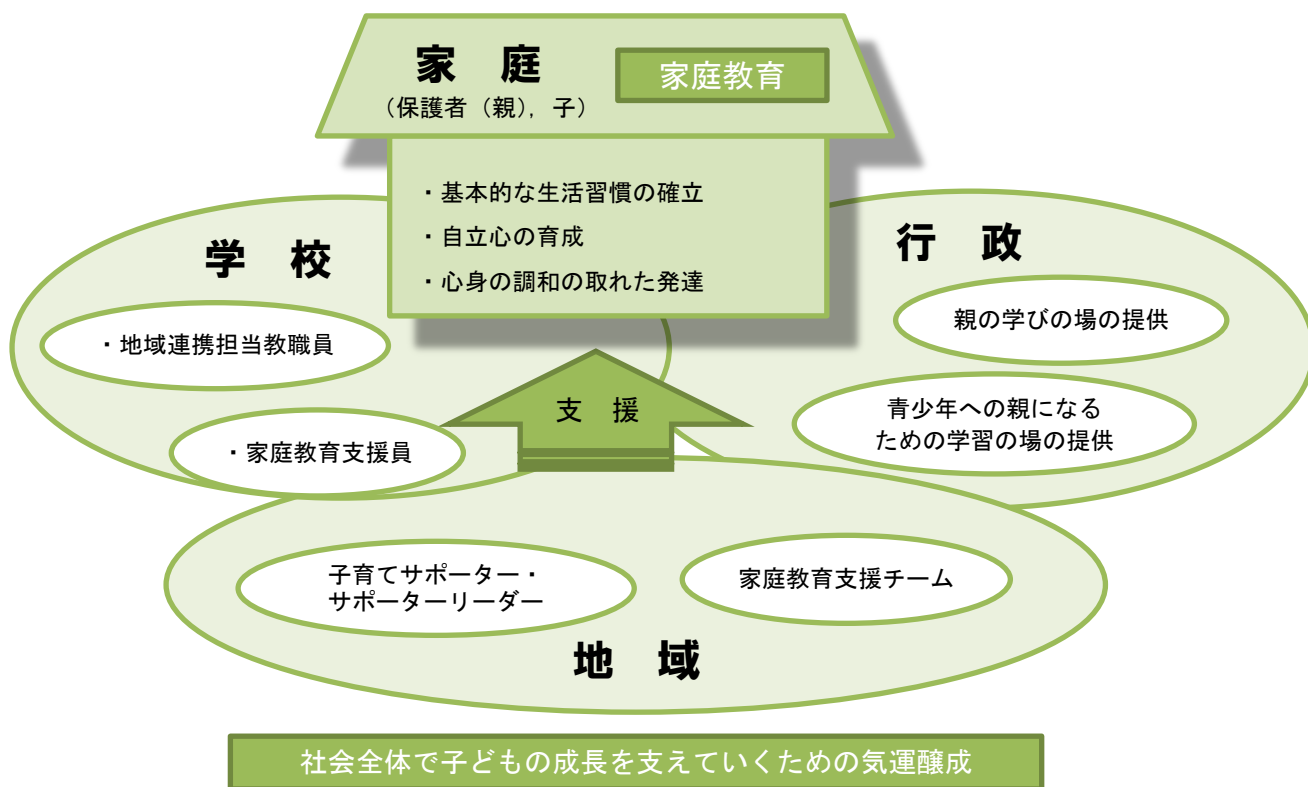 家　庭
家庭教育
（保護者（親），子）
・基本的な生活習慣の確立
・自立心の育成
・心身の調和の取れた発達
学　校
・地域連携担当教職員
・家庭教育支援員
行　政
親の学びの場の提供
青少年への親になる
ための学習の場の提供
支　援
子育てサポーター・
サポーターリーダー
家庭教育支援チーム
地　域
社会全体で子どもの成長を支えていくための気運醸成